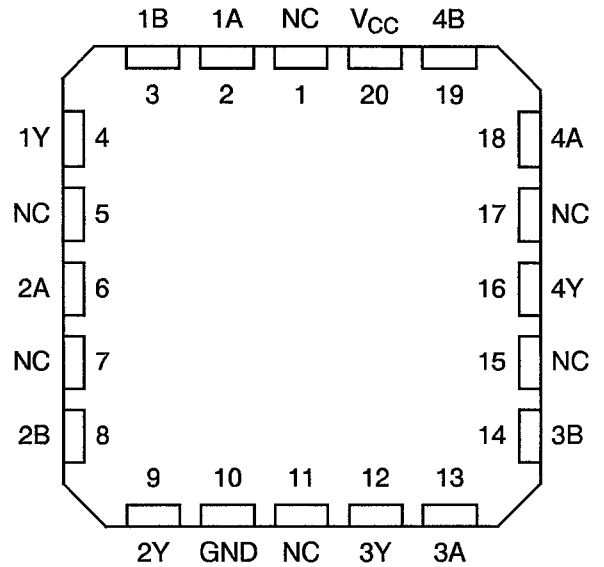 1B 1A NC VCC 4B
3 2 1 20 19
1Y 4 18 4A
NC 5 17 NC
2A 6 16 4Y
NC 7 15 NC
2B 8 14 3B
9 10 11 12 13
2Y GND NC 3Y 3A